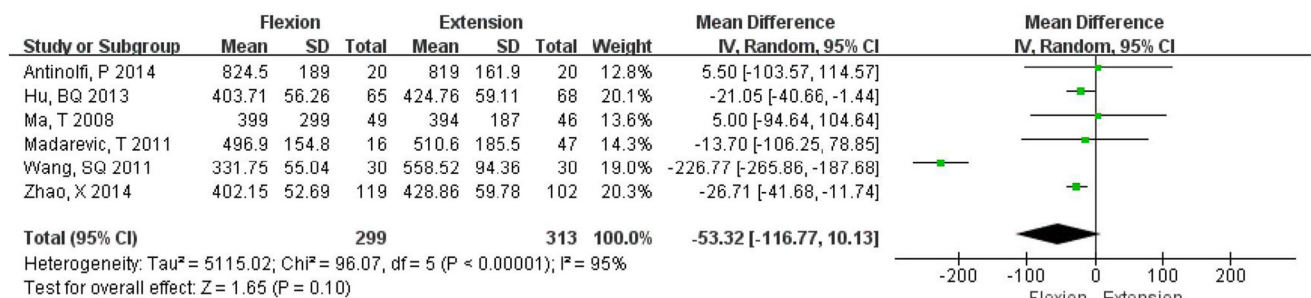 Flexion Extension Mean Difference Mean Difference
Study or Subgroup Mean SD Total Mean SD Total Weight IV, Random, 95% CI IV, Random, 95% CI
Antinolfi, P 2014 824.5 189 20 819 161.9 20 12.8% 5.50 [-103.57, 114.57]
Hu, BQ 2013 403.71 56.26 65 424.76 59.11 68 20.1% -21.05 [-40.66, -1.44]
Ma, T 2008 399 299 49 394 187 46 13.6% 5.00 [-94.64, 104.64]
Madarevic, T 2011 496.9 154.8 16 510.6 185.5 47 14.3% -13.70 [-106.25, 78.85]
Wang, SQ 2011 331.75 55.04 30 558.52 94.36 30 19.0% -226.77 [-265.86, -187.68]
Zhao, X 2014 402.15 52.69 119 428.86 59.78 102 20.3% -26.71 [-41.68, -11.74]
Total (95% CI) 299 313 100.0% -53.32 [-116.77, 10.13]
Heterogeneity: Tau² = 5115.02; Chi² = 96.07, df = 5 (P < 0.00001); I² = 95%
Test for overall effect: Z = 1.65 (P = 0.10)
-200 -100 0 100 200
Flexion Extension